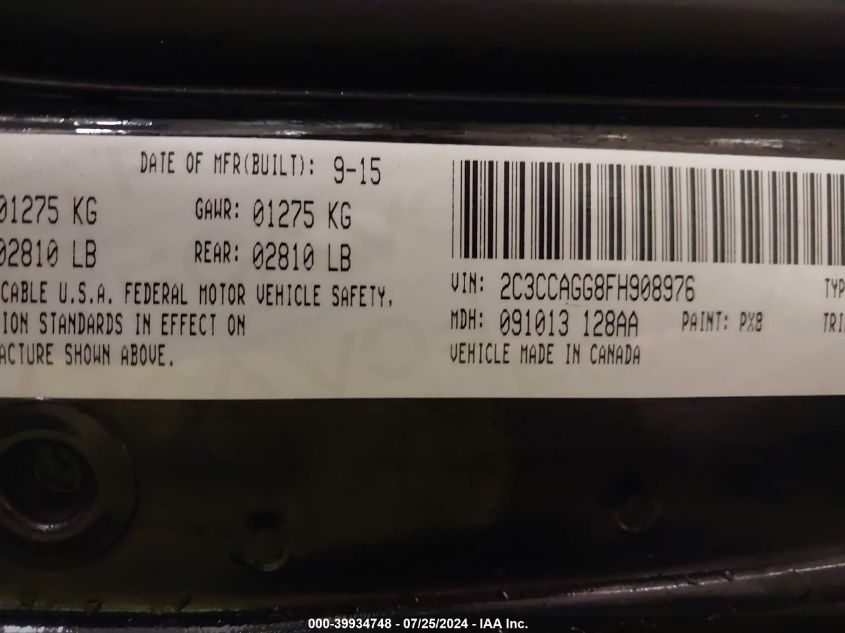 DATE OF MFR(BUILT): 9-15
01275 KG GAWR: 01275 KG
02810 LB REAR: 02810 LB
CABLE U.S.A. FEDERAL MOTOR VEHICLE SAFETY,
ION STANDARDS IN EFFECT ON
ACTURE SHOWN ABOVE.
VIN: 2C3CCAGG8FH908976 TYP
MDH: 091013 128AA PAINT: PX8 TRI
VEHICLE MADE IN CANADA
000-39934748 - 07/25/2024 - IAA Inc.